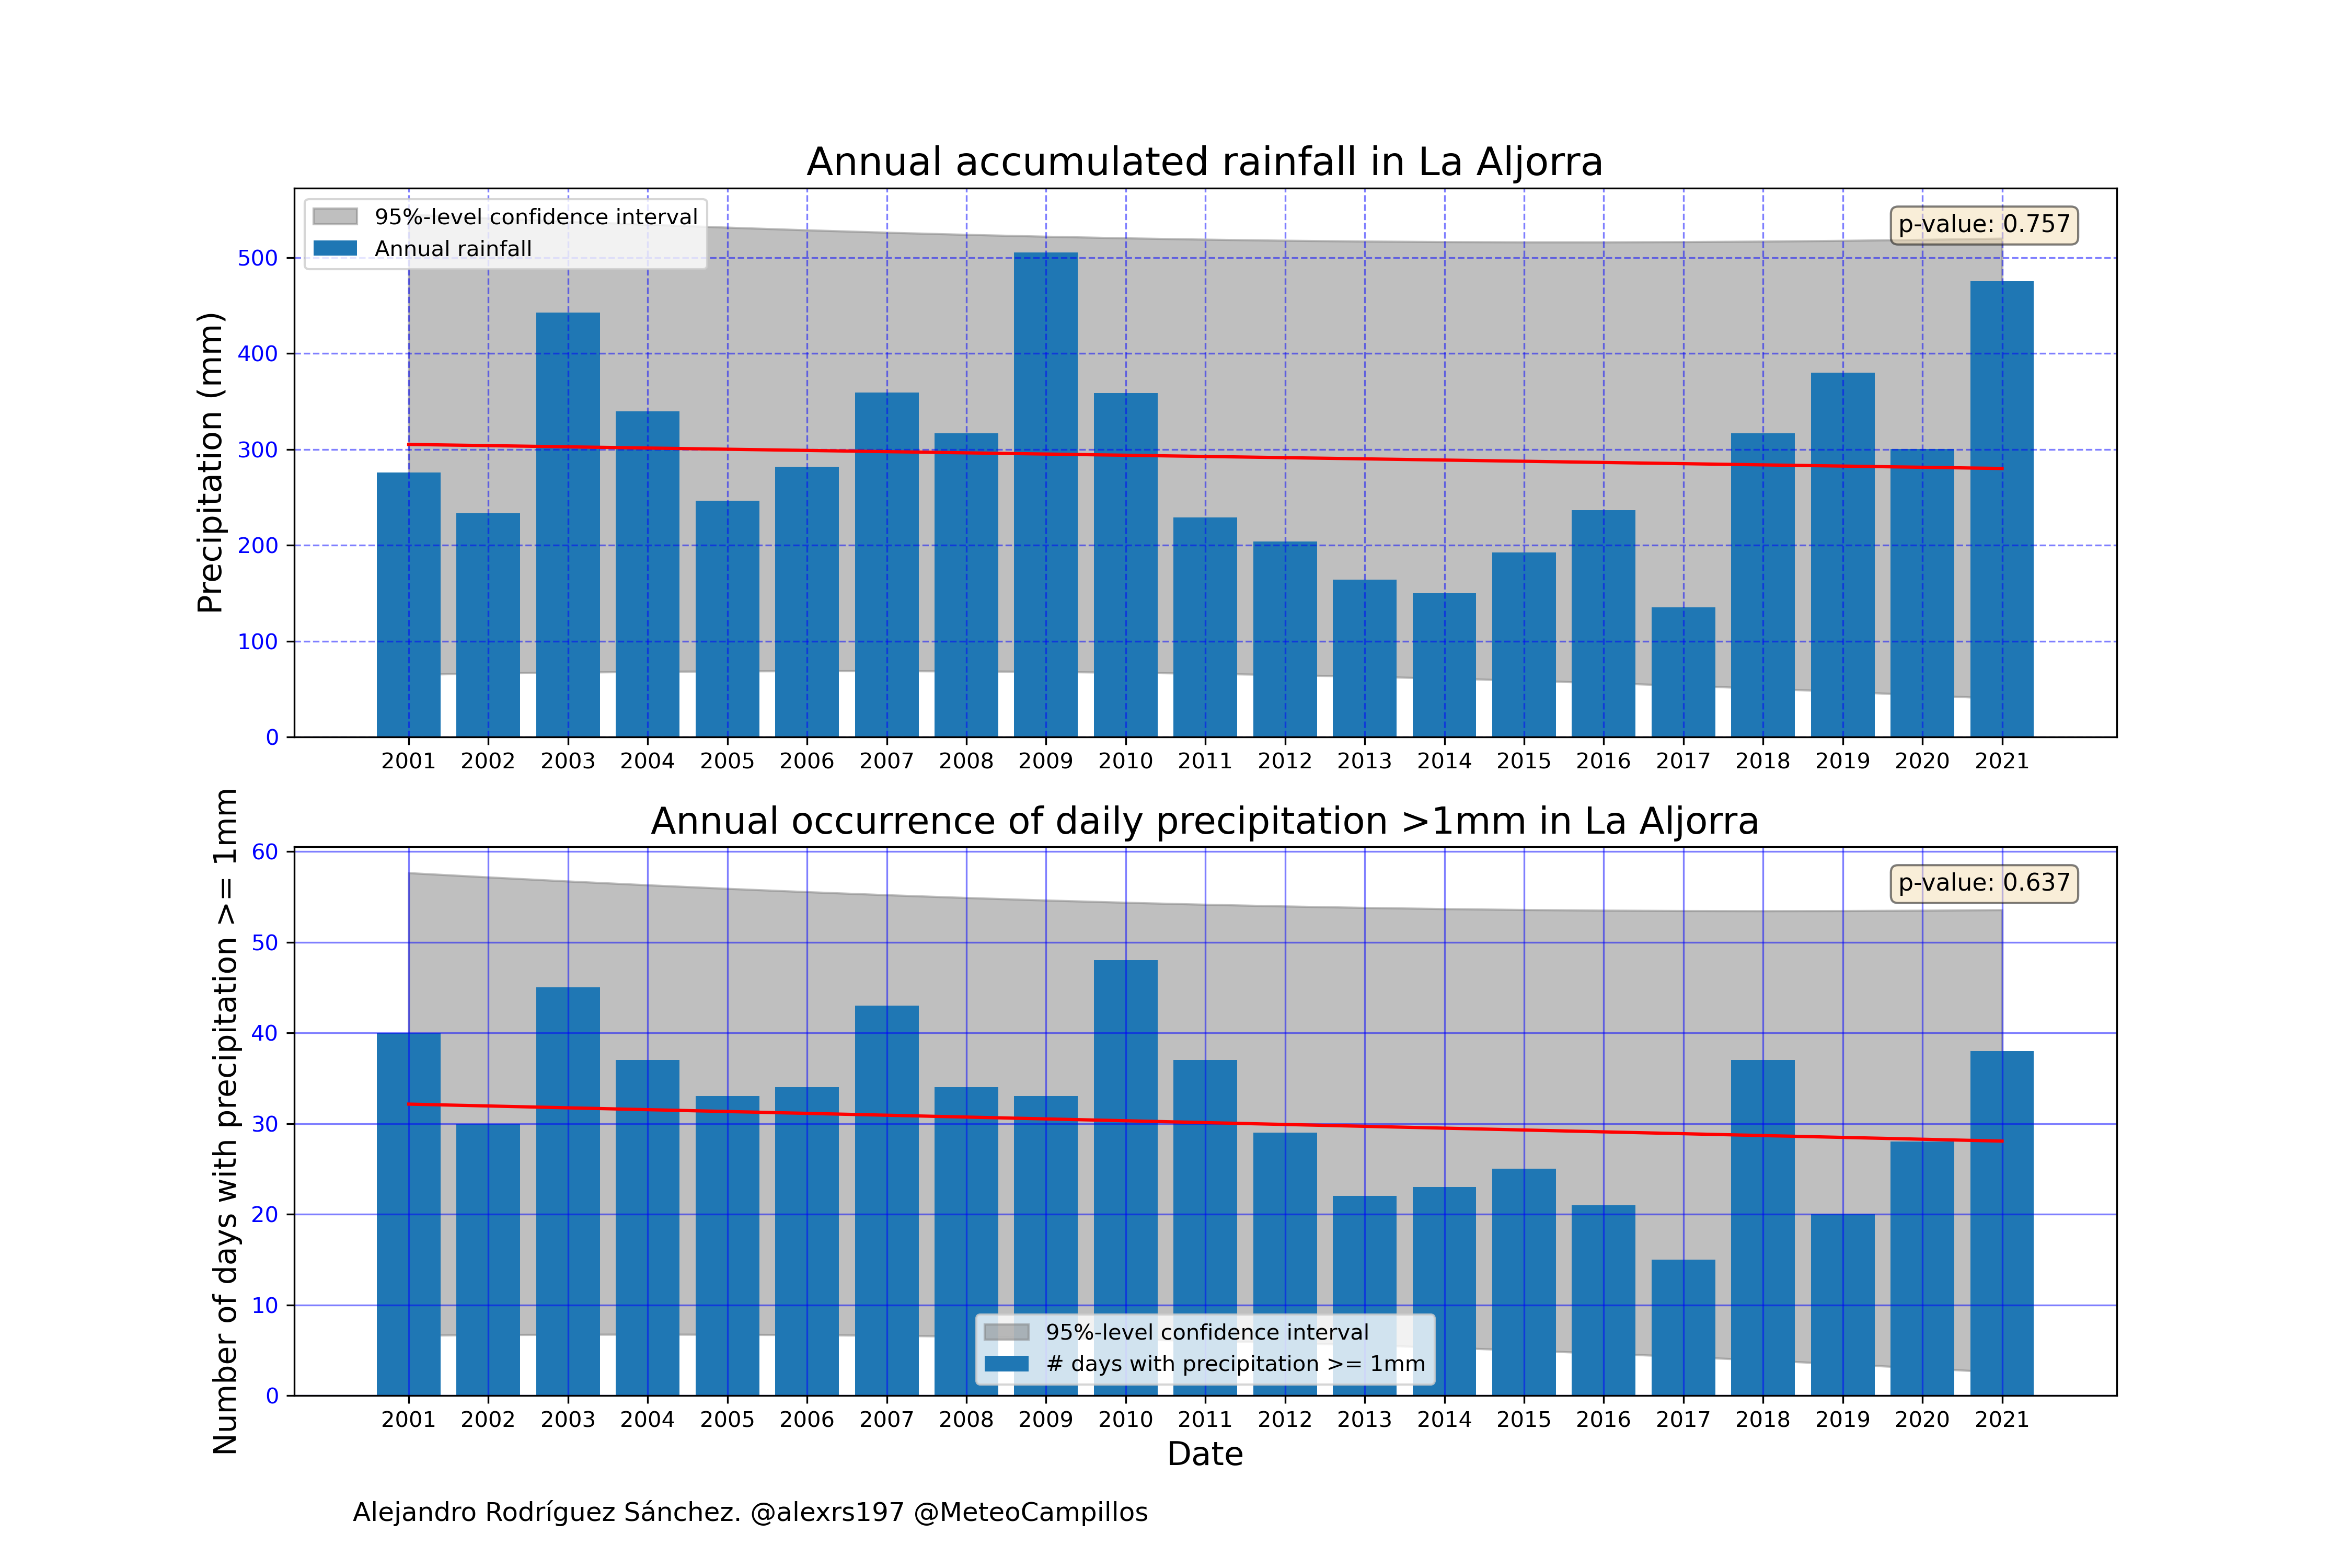 Annual accumulated rainfall in La Aljorra
95%-level confidence interval
Annual rainfall
p-value: 0.757
Precipitation (mm)
500
400
300
200
100
0
2001 2002 2003 2004 2005 2006 2007 2008 2009 2010 2011 2012 2013 2014 2015 2016 2017 2018 2019 2020 2021
Annual occurrence of daily precipitation >1mm in La Aljorra
p-value: 0.637
Number of days with precipitation >= 1mm
60
50
40
30
20
10
0
95%-level confidence interval
# days with precipitation >= 1mm
2001 2002 2003 2004 2005 2006 2007 2008 2009 2010 2011 2012 2013 2014 2015 2016 2017 2018 2019 2020 2021
Date
Alejandro Rodríguez Sánchez. @alexrs197 @MeteoCampillos